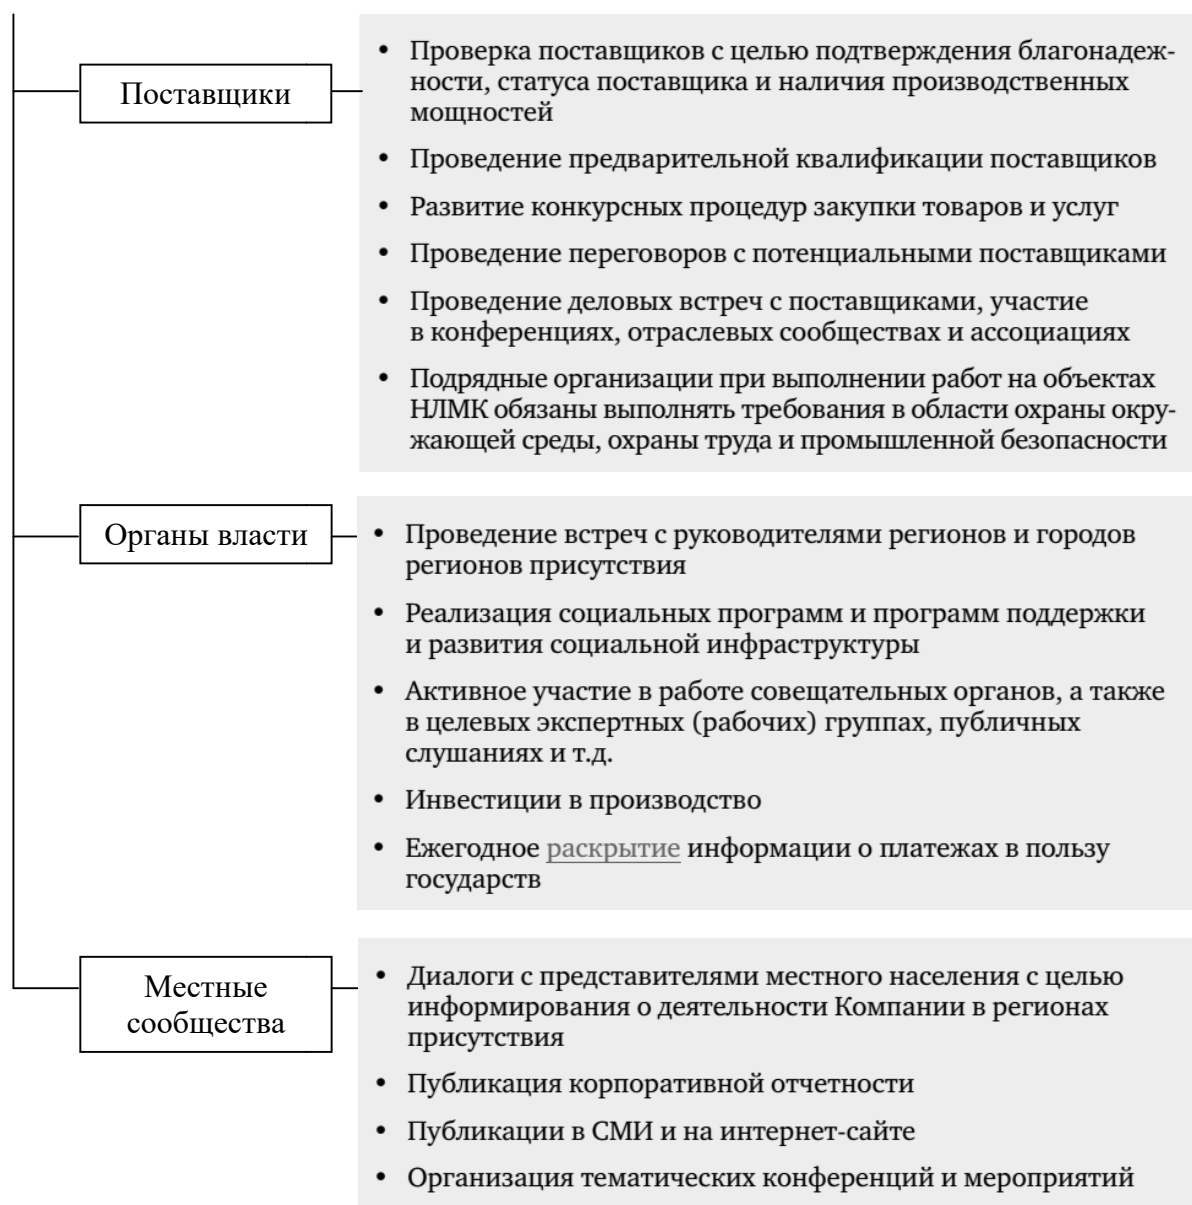 Поставщики
• Проверка поставщиков с целью подтверждения благонадеж-
ности, статуса поставщика и наличия производственных
мощностей
• Проведение предварительной квалификации поставщиков
• Развитие конкурсных процедур закупки товаров и услуг
• Проведение переговоров с потенциальными поставщиками
• Проведение деловых встреч с поставщиками, участие
в конференциях, отраслевых сообществах и ассоциациях
• Подрядные организации при выполнении работ на объектах
НЛМК обязаны выполнять требования в области охраны окру-
жающей среды, охраны труда и промышленной безопасности
Органы власти
• Проведение встреч с руководителями регионов и городов
регионов присутствия
• Реализация социальных программ и программ поддержки
и развития социальной инфраструктуры
• Активное участие в работе совещательных органов, а также
в целевых экспертных (рабочих) группах, публичных
слушаниях и т.д.
• Инвестиции в производство
• Ежегодное раскрытие информации о платежах в пользу
государств
Местные
сообщества
• Диалоги с представителями местного населения с целью
информирования о деятельности Компании в регионах
присутствия
• Публикация корпоративной отчетности
• Публикации в СМИ и на интернет-сайте
• Организация тематических конференций и мероприятий